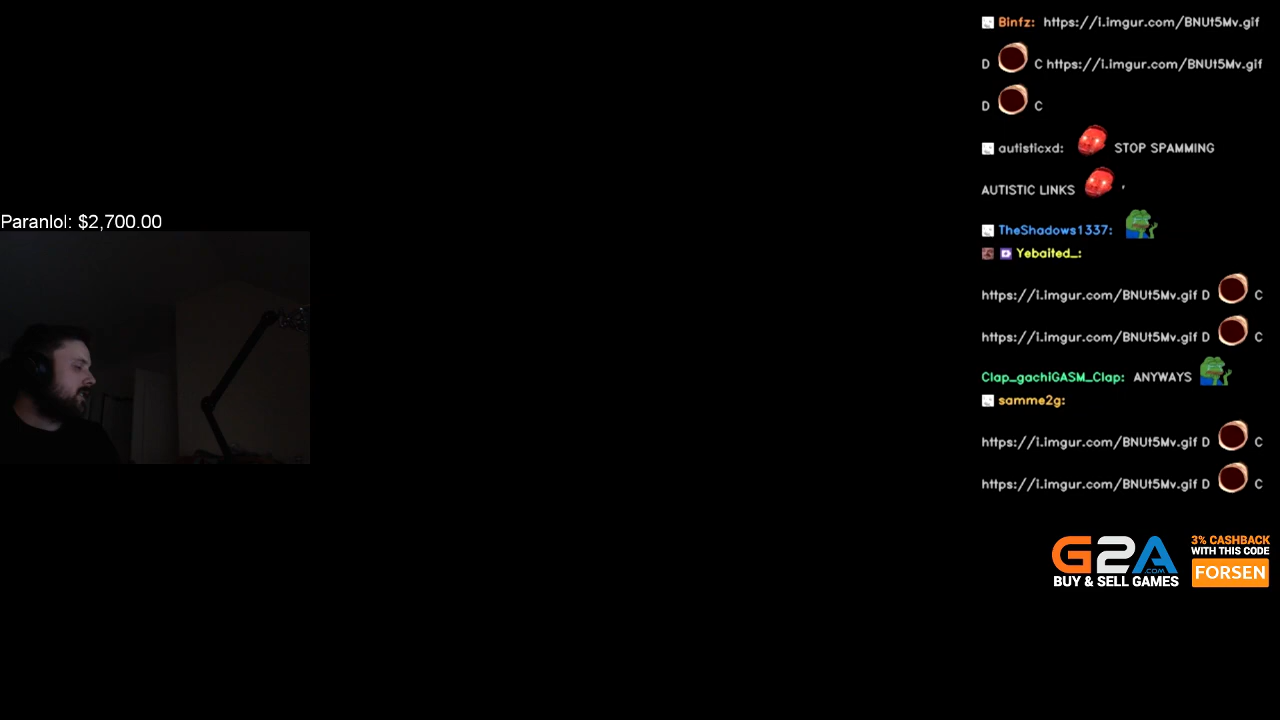 Binfz: https://i.imgur.com/BNUt5Mv.gif
D C https://i.imgur.com/BNUt5Mv.gif
D C
autisticxd: STOP SPAMMING
AUTISTIC LINKS ,
Paranlol: $2,700.00
TheShadows1337:
Yebaited_:
https://i.imgur.com/BNUt5Mv.gif D C
https://i.imgur.com/BNUt5Mv.gif D C
Clap_gachiGASM_Clap: ANYWAYS
samme2g:
https://i.imgur.com/BNUt5Mv.gif D C
https://i.imgur.com/BNUt5Mv.gif D C
G2A
.COM
BUY & SELL GAMES
3% CASHBACK
WITH THIS CODE
FORSEN